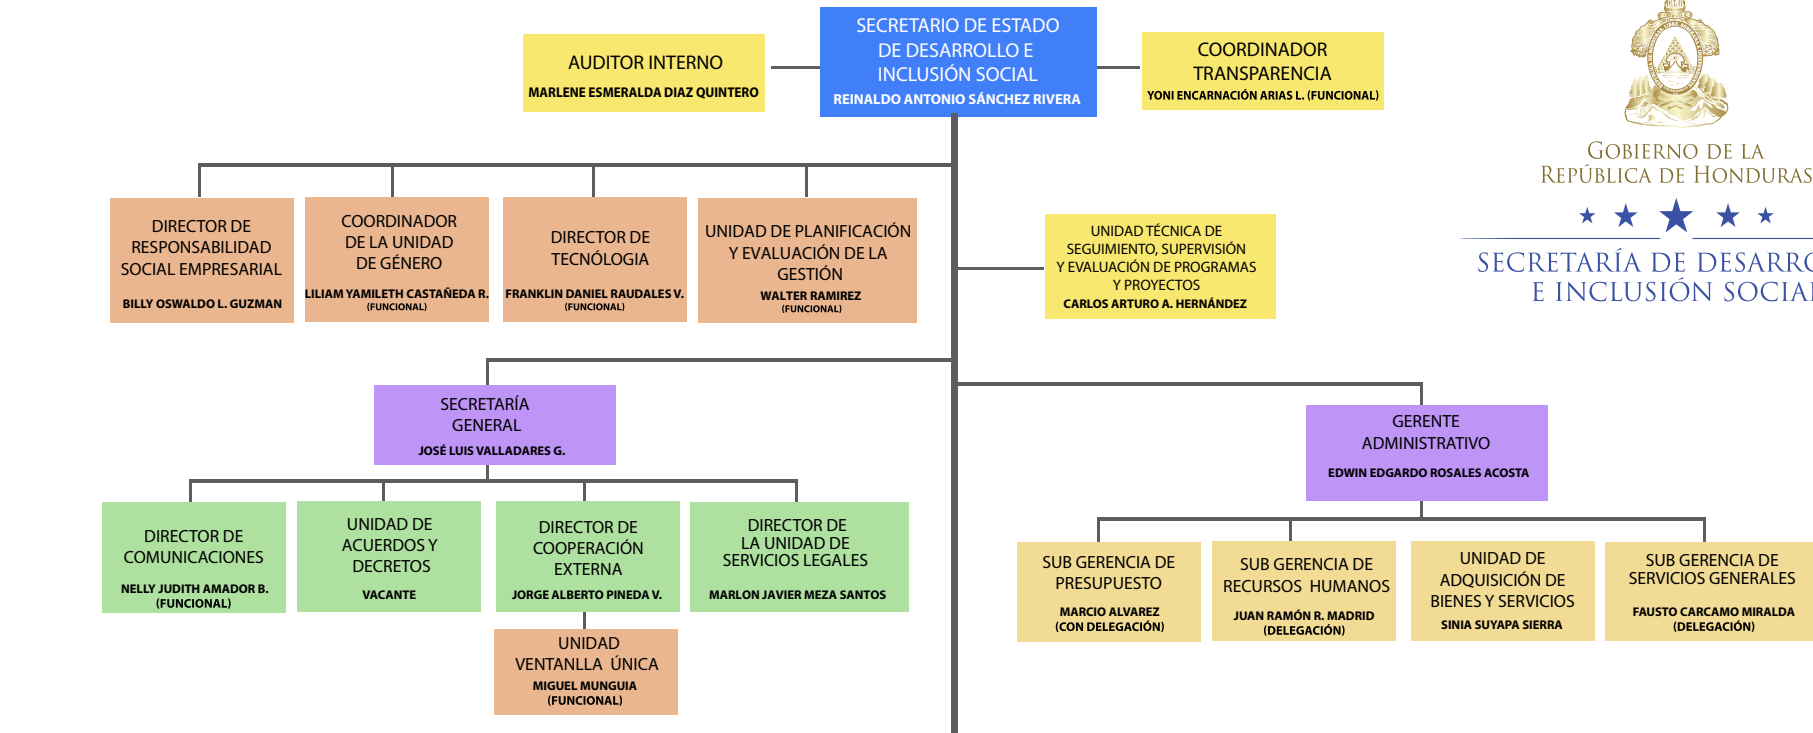 SECRETARIO DE ESTADO
DE DESARROLLO E
INCLUSIÓN SOCIAL
REINALDO ANTONIO SÁNCHEZ RIVERA
AUDITOR INTERNO
MARLENE ESMERALDA DIAZ QUINTERO
COORDINADOR
TRANSPARENCIA
YONI ENCARNACIÓN ARIAS L. (FUNCIONAL)
GOBIERNO DE LA
REPÚBLICA DE HONDURAS
SECRETARÍA DE DESARRO
E INCLUSIÓN SOCIAL
DIRECTOR DE
RESPONSABILIDAD
SOCIAL EMPRESARIAL
BILLY OSWALDO L. GUZMAN
COORDINADOR
DE LA UNIDAD
DE GÉNERO
LILIAM YAMILETH CASTAÑEDA R.
(FUNCIONAL)
DIRECTOR DE
TECNÓLOGIA
FRANKLIN DANIEL RAUDALES V.
(FUNCIONAL)
UNIDAD DE PLANIFICACIÓN
Y EVALUACIÓN DE LA
GESTIÓN
WALTER RAMIREZ
(FUNCIONAL)
UNIDAD TÉCNICA DE
SEGUIMIENTO, SUPERVISIÓN
Y EVALUACIÓN DE PROGRAMAS
Y PROYECTOS
CARLOS ARTURO A. HERNÁNDEZ
SECRETARÍA
GENERAL
JOSÉ LUIS VALLADARES G.
GERENTE
ADMINISTRATIVO
EDWIN EDGARDO ROSALES ACOSTA
DIRECTOR DE
COMUNICACIONES
NELLY JUDITH AMADOR B.
(FUNCIONAL)
UNIDAD DE
ACUERDOS Y
DECRETOS
VACANTE
DIRECTOR DE
COOPERACIÓN
EXTERNA
JORGE ALBERTO PINEDA V.
DIRECTOR DE
LA UNIDAD DE
SERVICIOS LEGALES
MARLON JAVIER MEZA SANTOS
UNIDAD
VENTANLLA ÚNICA
MIGUEL MUNGUIA
(FUNCIONAL)
SUB GERENCIA DE
PRESUPUESTO
MARCIO ALVAREZ
(CON DELEGACIÓN)
SUB GERENCIA DE
RECURSOS HUMANOS
JUAN RAMÓN R. MADRID
(DELEGACIÓN)
UNIDAD DE
ADQUISICIÓN DE
BIENES Y SERVICIOS
SINIA SUYAPA SIERRA
SUB GERENCIA DE
SERVICIOS GENERALES
FAUSTO CARCAMO MIRALDA
(DELEGACIÓN)